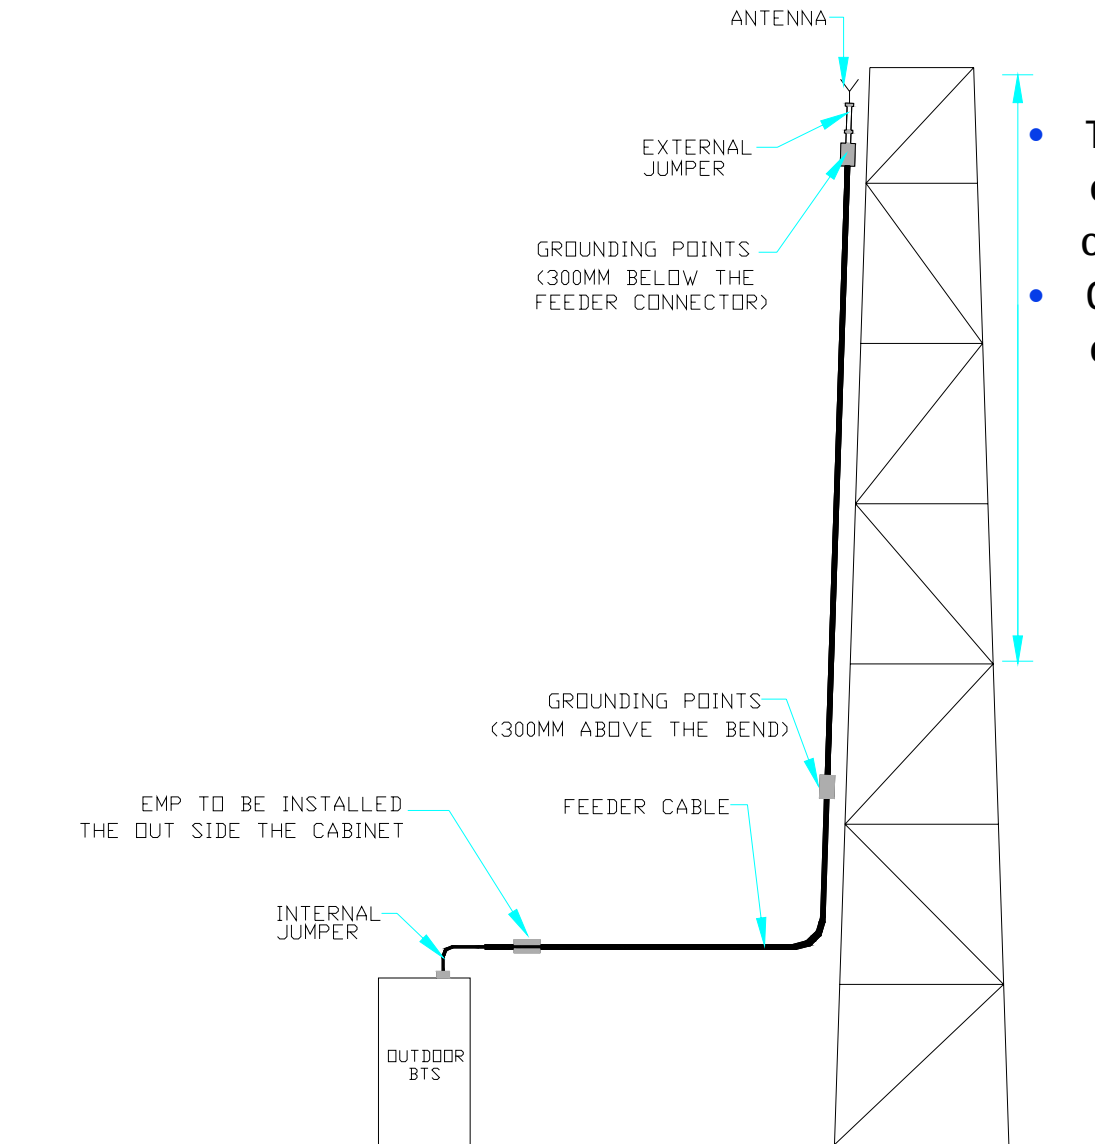 ANTENNA
EXTERNAL
JUMPER
GROUNDING POINTS
(300MM BELOW THE
FEEDER CONNECTOR)
GROUNDING POINTS
(300MM ABOVE THE BEND)
EMP TO BE INSTALLED
THE OUT SIDE THE CABINET
FEEDER CABLE
INTERNAL
JUMPER
OUTDOOR
BTS